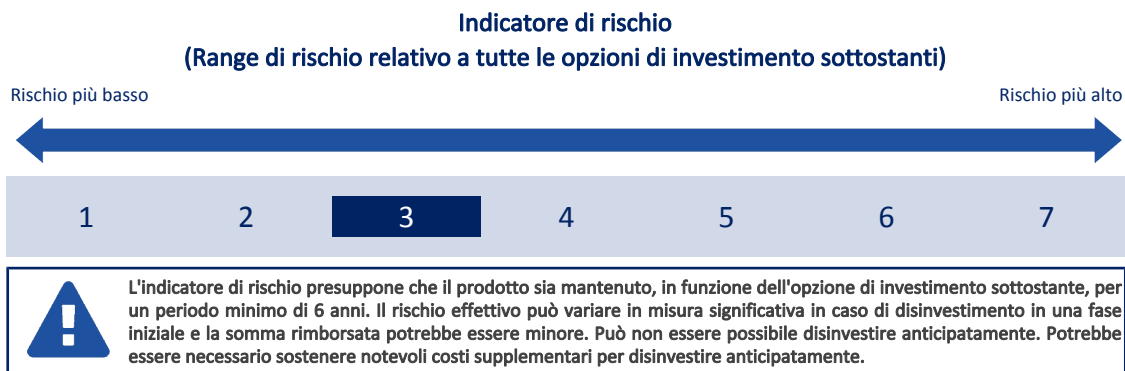 Indicatore di rischio
(Range di rischio relativo a tutte le opzioni di investimento sottostanti)
Rischio più basso
Rischio più alto
1 2 3 4 5 6 7
L'indicatore di rischio presuppone che il prodotto sia mantenuto, in funzione dell'opzione di investimento sottostante, per
un periodo minimo di 6 anni. Il rischio effettivo può variare in misura significativa in caso di disinvestimento in una fase
iniziale e la somma rimborsata potrebbe essere minore. Può non essere possibile disinvestire anticipatamente. Potrebbe
essere necessario sostenere notevoli costi supplementari per disinvestire anticipatamente.